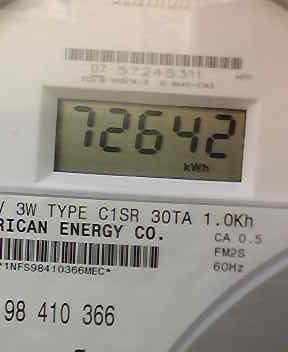 07 57245311
72642
kWh
V 3W TYPE C1SR 30TA 1.0Kh
RICAN ENERGY CO.
CA 0.5
FM2S
60Hz
*1NFS98410366MEC*
98 410 366